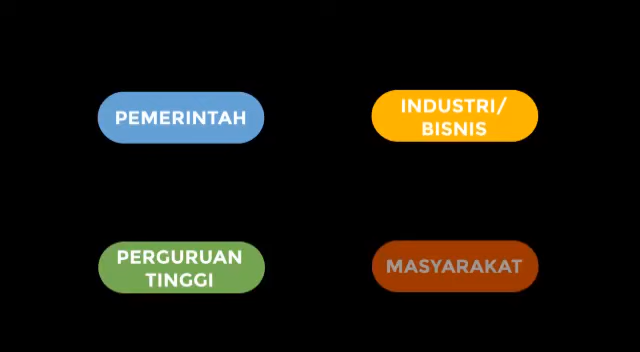 PEMERINTAH
INDUSTRI/
BISNIS
PERGURUAN
TINGGI
MASYARAKAT